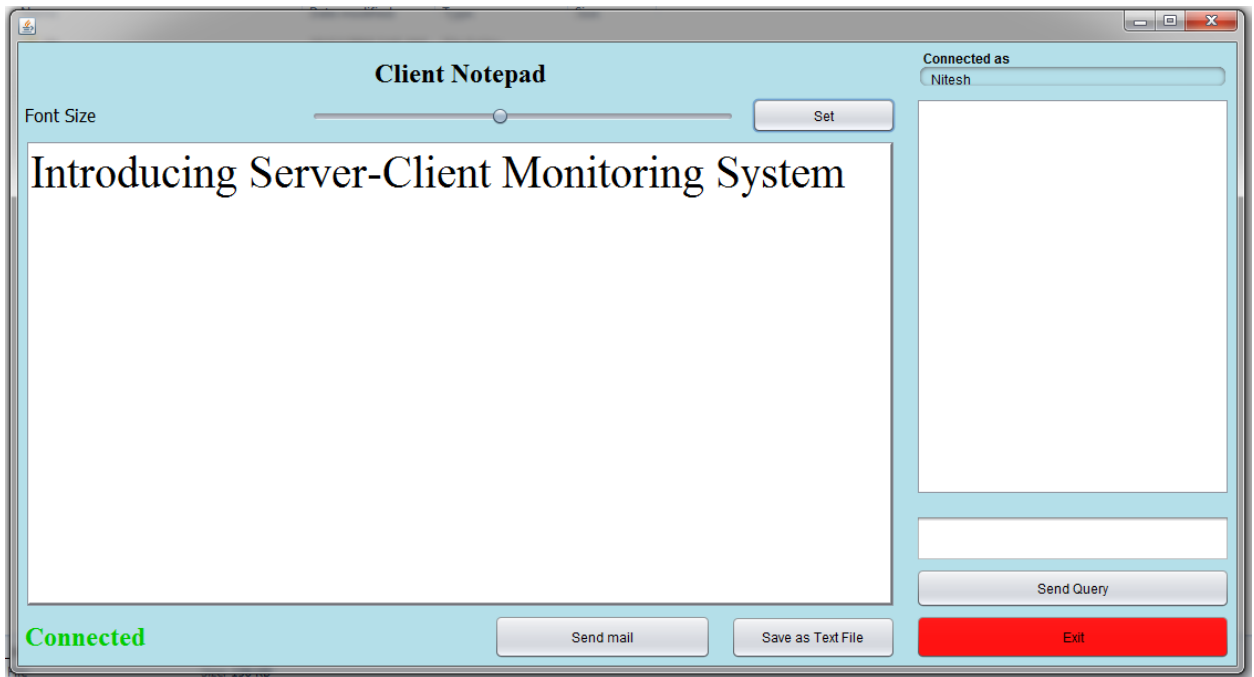 Client Notepad
Connected as
Nitesh
Font Size
Set
Introducing Server-Client Monitoring System
Send Query
Connected
Send mail
Save as Text File
Exit